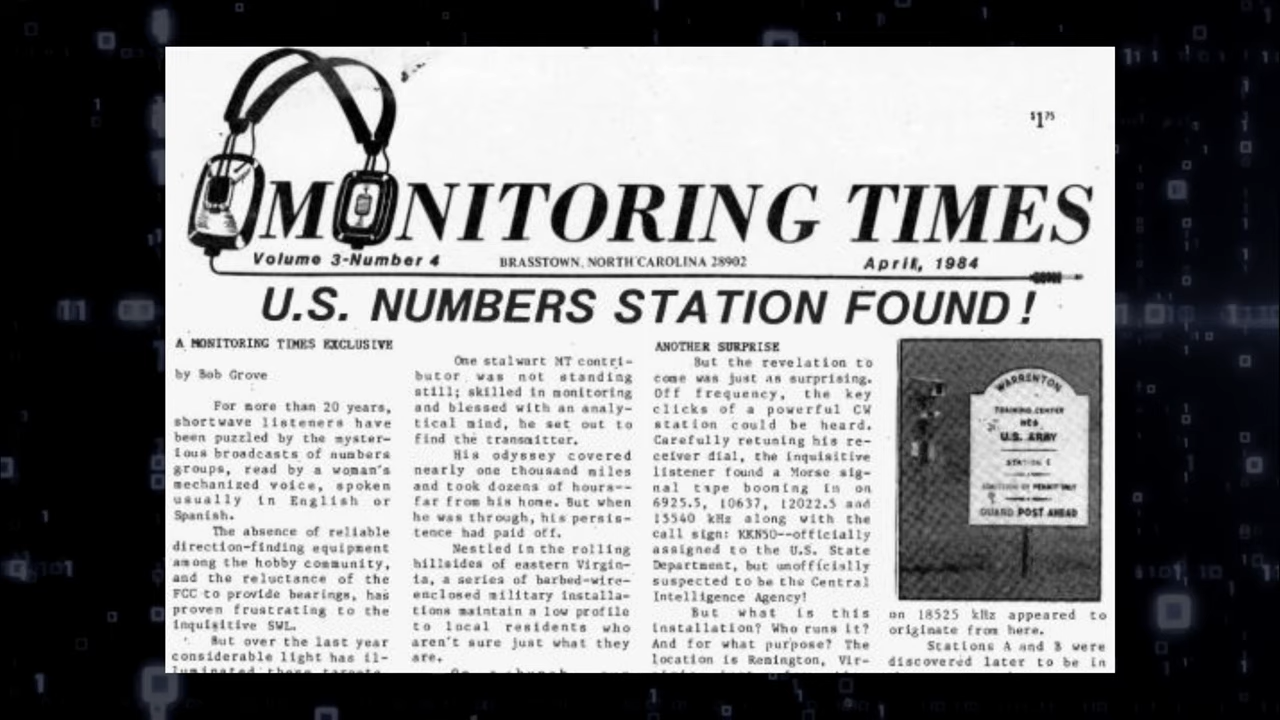 $1.75
MONITORING TIMES
Volume 3-Number 4
BRASSTOWN, NORTH CAROLINA 28902
April, 1984
U.S. NUMBERS STATION FOUND!
A MONITORING TIMES EXCLUSIVE
by Bob Grove
For more than 20 years,
shortwave listeners have
been puzzled by the myster-
ious broadcasts of numbers
groups, read by a woman's
mechanized voice, spoken
usually in English or
Spanish.
The absence of reliable
direction-finding equipment
among the hobby community,
and the reluctance of the
FCC to provide bearings, has
proven frustrating to the
inquisitive SWL.
But over the last year
considerable light has il-
luminated these targets.
One stalwart MT contri-
butor was not standing
still; skilled in monitoring
and blessed with an analy-
tical mind, he set out to
find the transmitter.
His odyssey covered
nearly one thousand miles
and took dozens of hours--
far from his home. But when
he was through, his persis-
tence had paid off.
Nestled in the rolling
hillsides of eastern Virgin-
ia, a series of barbed-wire-
enclosed military installa-
tions maintain a low profile
to local residents who
aren't sure just what they
are.
ANOTHER SURPRISE
But the revelation to
come was just as surprising.
Off frequency, the key
clicks of a powerful CW
station could be heard.
Carefully retuning his re-
ceiver dial, the inquisitive
listener found a Morse sig-
nal tape booming in on
6925.5, 10637, 12022.5 and
15540 kHz along with the
call sign: KKN50--officially
assigned to the U.S. State
Department, but unofficially
suspected to be the Central
Intelligence Agency!
But what is this
installation? Who runs it?
And for what purpose? The
location is Remington, Vir-
WARRENTON
TRAINING CENTER
U.S. ARMY
STATION
BY PERMIT ONLY
GUARD POST AHEAD
on 18525 kHz appeared to
originate from here.
Stations A and B were
discovered later to be in